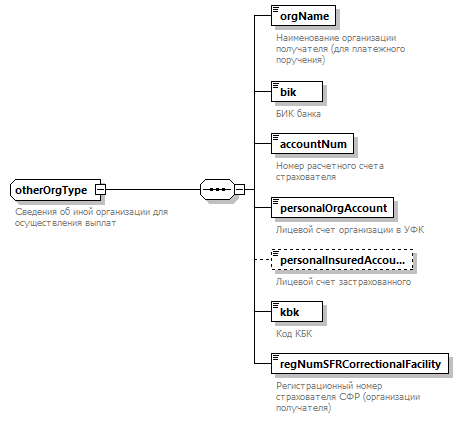 orgName
Наименование организации
получателя (для платежного
поручения)
bik
БИК банка
accountNum
Номер расчетного счета
страхователя
otherOrgType
Сведения об иной организации для
осуществления выплат
personalOrgAccount
Лицевой счет организации в УФК
personalInsuredAccou...
Лицевой счет застрахованного
kbk
Код КБК
regNumSFRCorrectionalFacility
Регистрационный номер
страхователя СФР (организации
получателя)